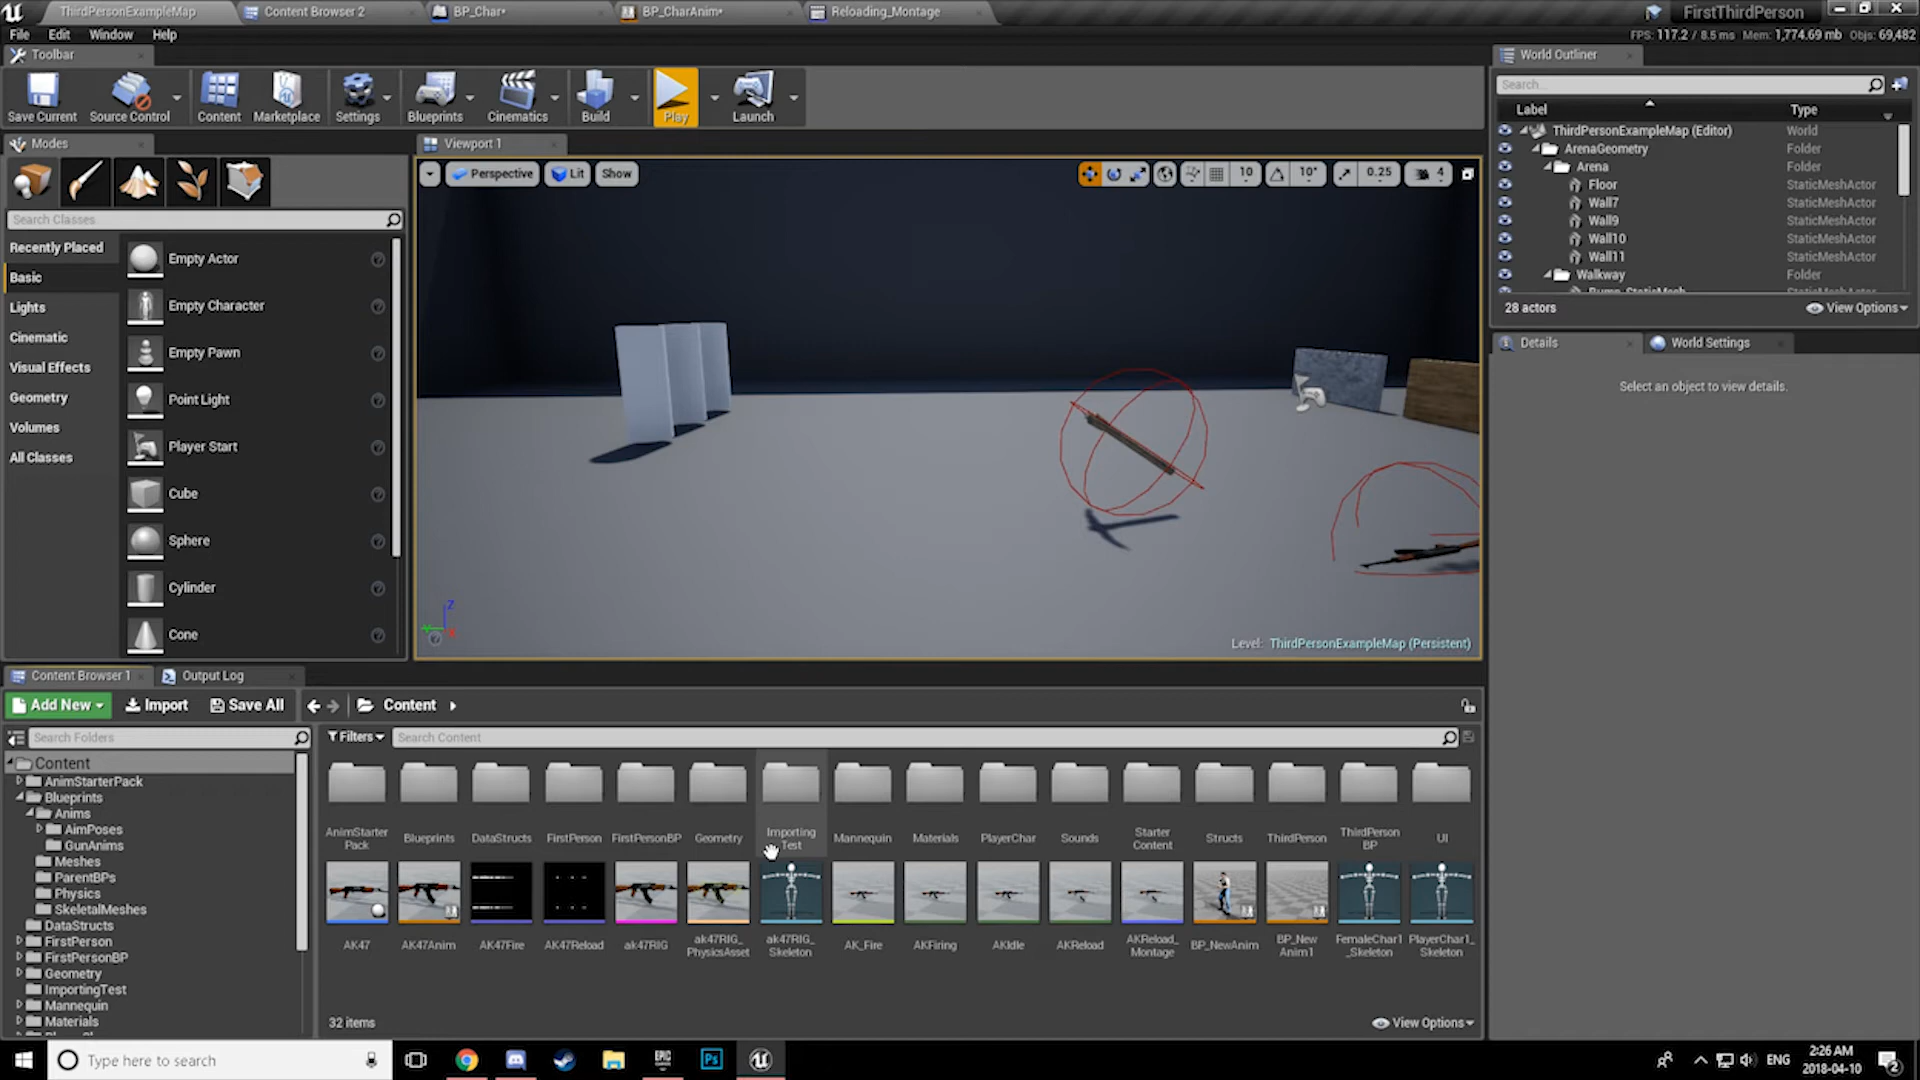 ThirdPersonExampleMap
Content Browser 2
BP_Char*
BP_CharAnim*
Reloading_Montage
FirstThirdPerson
File Edit Window Help
FPS: 117.2 / 8.5 ms Mem: 1,774.69 mb Objs: 69,482
Toolbar
Save Current
Source Control
Content
Marketplace
Settings
Blueprints
Cinematics
Build
Play
Launch
Modes
Search Classes
Recently Placed
Basic
Lights
Cinematic
Visual Effects
Geometry
Volumes
All Classes
Empty Actor
Empty Character
Empty Pawn
Point Light
Player Start
Cube
Sphere
Cylinder
Cone
Viewport 1
Perspective
Lit
Show
10
10°
0.25
4
Z
Level: ThirdPersonExampleMap (Persistent)
World Outliner
Search...
Label Type
ThirdPersonExampleMap (Editor) World
ArenaGeometry Folder
Arena Folder
Floor StaticMeshActor
Wall7 StaticMeshActor
Wall9 StaticMeshActor
Wall10 StaticMeshActor
Wall11 StaticMeshActor
Walkway Folder
Bump_StaticMesh StaticMeshActor
28 actors
View Options
Details
World Settings
Select an object to view details.
Content Browser 1
Output Log
Add New
Import
Save All
Content
Search Folders
Filters
Search Content
Content
AnimStarterPack
Blueprints
Anims
AimPoses
GunAnims
Meshes
ParentBPs
Physics
SkeletalMeshes
DataStructs
FirstPerson
FirstPersonBP
Geometry
ImportingTest
Mannequin
Materials
AnimStarter
Pack
Blueprints
DataStructs
FirstPerson
FirstPersonBP
Geometry
Importing
Test
Mannequin
Materials
PlayerChar
Sounds
Starter
Content
Structs
ThirdPerson
ThirdPerson
BP
UI
AK47
AK47Anim
AK47Fire
AK47Reload
ak47RIG
ak47RIG_
PhysicsAsset
ak47RIG_
Skeleton
AK_Fire
AKFiring
AKIdle
AKReload
AKReload_
Montage
BP_NewAnim
BP_New
Anim1
FemaleChar1
_Skeleton
PlayerChar1_
Skeleton
32 items
View Options
Type here to search
EPIC
Ps
ENG
2:26 AM
2018-04-10
2